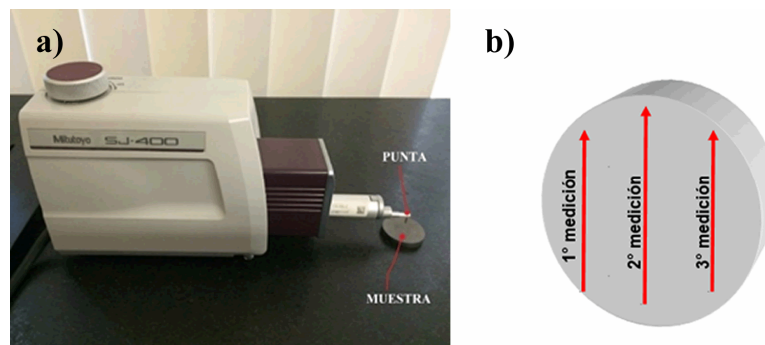 a)
Mitutoyo SJ-400
PUNTA
MUESTRA
b)
1° medición
2° medición
3° medición